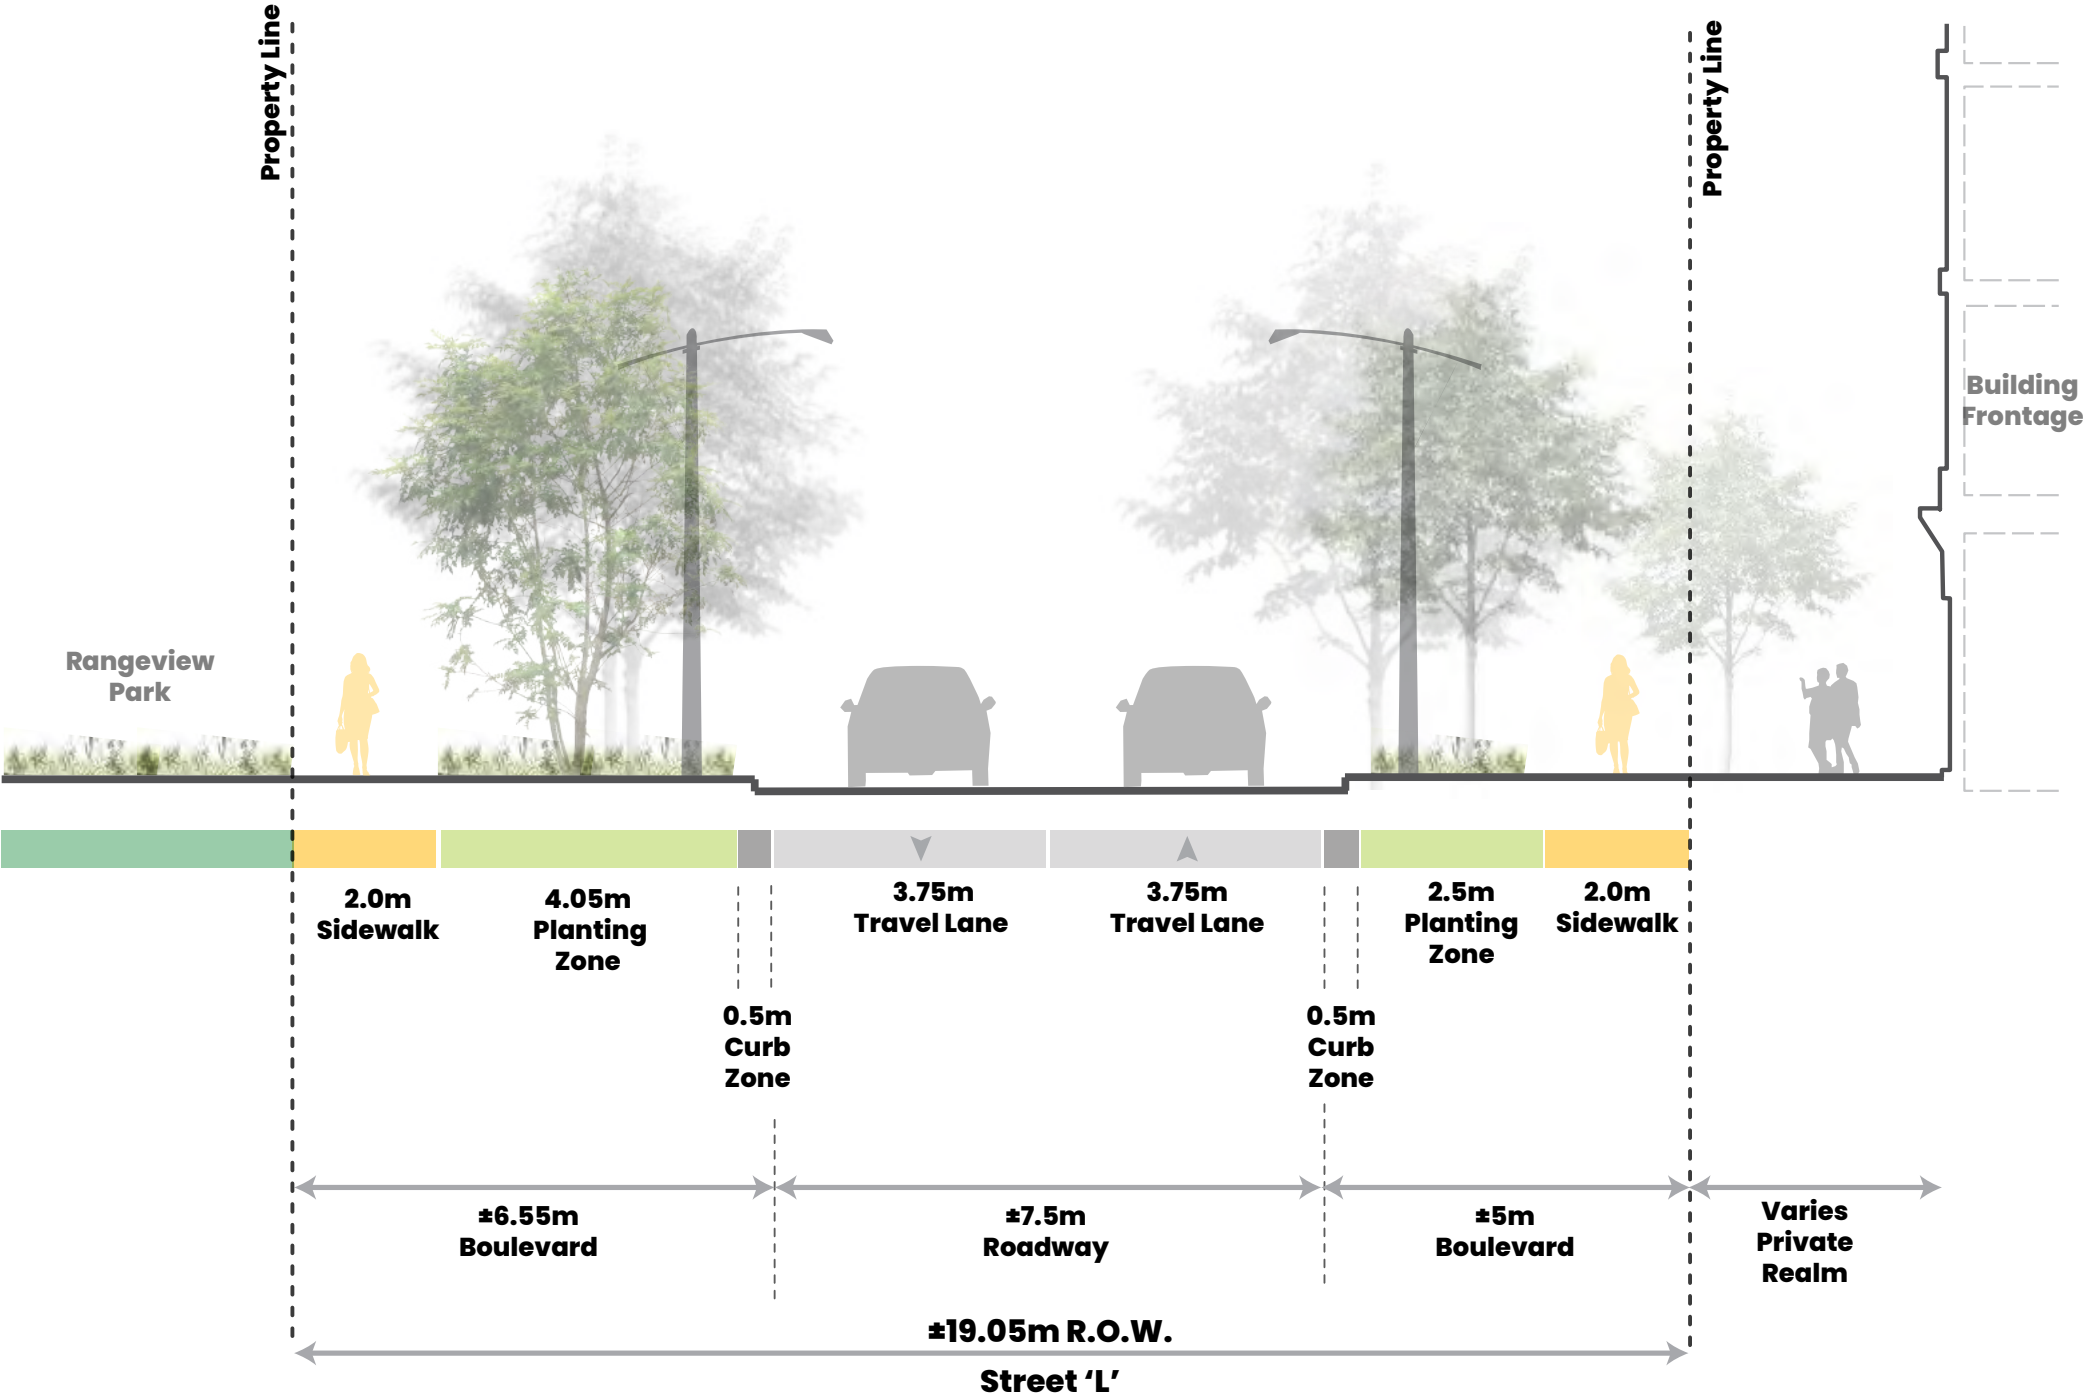 Property Line
Property Line
Building
Frontage
Rangeview
Park
2.0m
Sidewalk
4.05m
Planting
Zone
3.75m
Travel Lane
3.75m
Travel Lane
2.5m
Planting
Zone
2.0m
Sidewalk
0.5m
Curb
Zone
0.5m
Curb
Zone
±6.55m
Boulevard
±7.5m
Roadway
±5m
Boulevard
Varies
Private
Realm
±19.05m R.O.W.
Street ‘L’